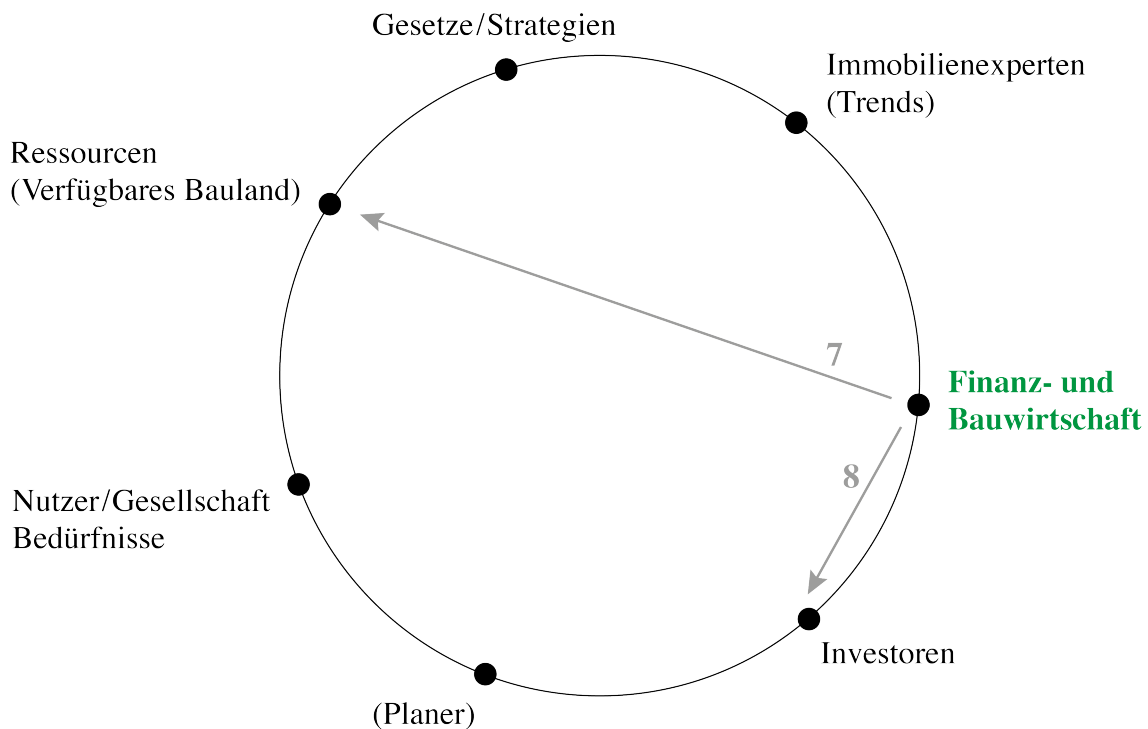 Gesetze/Strategien
Immobilienexperten
(Trends)
Ressourcen
(Verfügbares Bauland)
7
Finanz- und
Bauwirtschaft
8
Nutzer/Gesellschaft
Bedürfnisse
Investoren
(Planer)